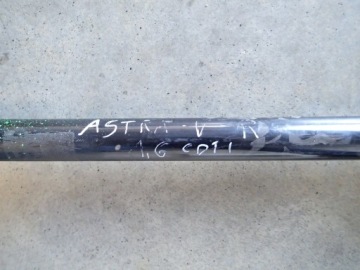 ASTRA V R
1,6 CDTI